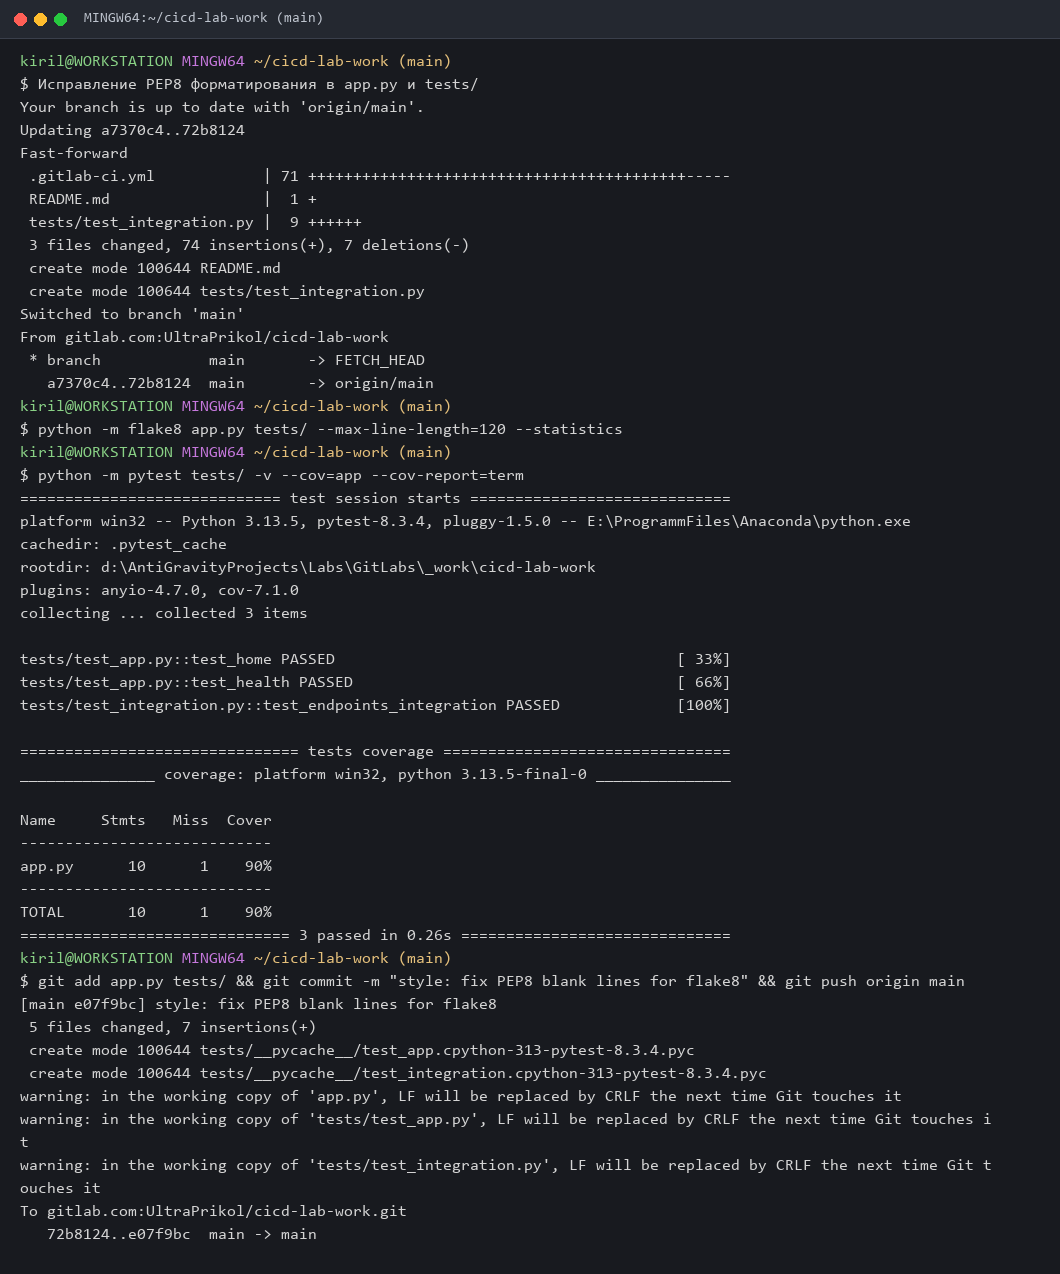 MINGW64:~/cicd-lab-work (main)
kiril@WORKSTATION MINGW64 ~/cicd-lab-work (main)
$ Исправление PEP8 форматирования в app.py и tests/
Your branch is up to date with 'origin/main'.
Updating a7370c4..72b8124
Fast-forward
 .gitlab-ci.yml            | 71 ++++++++++++++++++++++++++++++++++++++++++-----
 README.md                 |  1 +
 tests/test_integration.py |  9 ++++++
 3 files changed, 74 insertions(+), 7 deletions(-)
 create mode 100644 README.md
 create mode 100644 tests/test_integration.py
Switched to branch 'main'
From gitlab.com:UltraPrikol/cicd-lab-work
 * branch            main       -> FETCH_HEAD
   a7370c4..72b8124  main       -> origin/main
kiril@WORKSTATION MINGW64 ~/cicd-lab-work (main)
$ python -m flake8 app.py tests/ --max-line-length=120 --statistics
kiril@WORKSTATION MINGW64 ~/cicd-lab-work (main)
$ python -m pytest tests/ -v --cov=app --cov-report=term
============================= test session starts =============================
platform win32 -- Python 3.13.5, pytest-8.3.4, pluggy-1.5.0 -- E:\ProgrammFiles\Anaconda\python.exe
cachedir: .pytest_cache
rootdir: d:\AntiGravityProjects\Labs\GitLabs\_work\cicd-lab-work
plugins: anyio-4.7.0, cov-7.1.0
collecting ... collected 3 items

tests/test_app.py::test_home PASSED                                      [ 33%]
tests/test_app.py::test_health PASSED                                    [ 66%]
tests/test_integration.py::test_endpoints_integration PASSED             [100%]

=============================== tests coverage ================================
_______________ coverage: platform win32, python 3.13.5-final-0 _______________

Name     Stmts   Miss  Cover
----------------------------
app.py      10      1    90%
----------------------------
TOTAL       10      1    90%
============================== 3 passed in 0.26s ==============================
kiril@WORKSTATION MINGW64 ~/cicd-lab-work (main)
$ git add app.py tests/ && git commit -m "style: fix PEP8 blank lines for flake8" && git push origin main
[main e07f9bc] style: fix PEP8 blank lines for flake8
 5 files changed, 7 insertions(+)
 create mode 100644 tests/__pycache__/test_app.cpython-313-pytest-8.3.4.pyc
 create mode 100644 tests/__pycache__/test_integration.cpython-313-pytest-8.3.4.pyc
warning: in the working copy of 'app.py', LF will be replaced by CRLF the next time Git touches it
warning: in the working copy of 'tests/test_app.py', LF will be replaced by CRLF the next time Git touches i
t
warning: in the working copy of 'tests/test_integration.py', LF will be replaced by CRLF the next time Git t
ouches it
To gitlab.com:UltraPrikol/cicd-lab-work.git
   72b8124..e07f9bc  main -> main